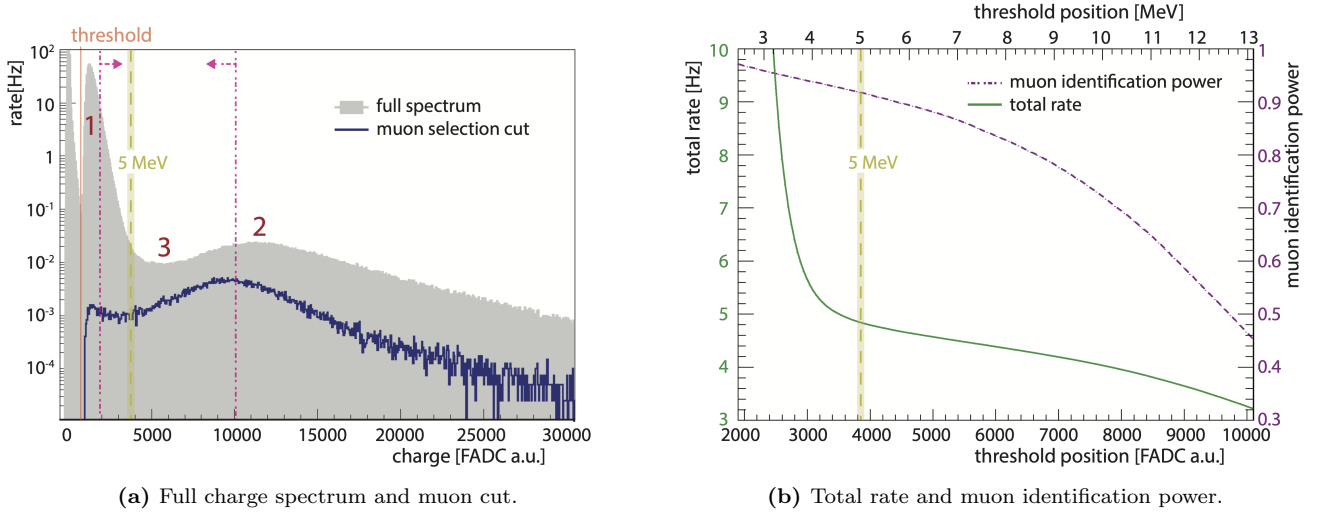 threshold
10²
10
1
10⁻¹
10⁻²
10⁻³
10⁻⁴
rate[Hz]
full spectrum
muon selection cut
1
5 MeV
2
3
0 5000 10000 15000 20000 25000 30000
charge [FADC a.u.]
(a) Full charge spectrum and muon cut.
threshold position [MeV]
3 4 5 6 7 8 9 10 11 12 13
10
9
8
7
6
5
4
3
total rate [Hz]
muon identification power
total rate
5 MeV
1
0.9
0.8
0.7
0.6
0.5
0.4
0.3
muon identification power
2000 3000 4000 5000 6000 7000 8000 9000 10000
threshold position [FADC a.u.]
(b) Total rate and muon identification power.